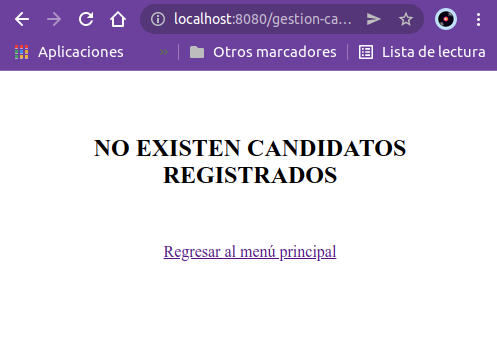 localhost:8080/gestion-ca...
Aplicaciones » Otros marcadores Lista de lectura
NO EXISTEN CANDIDATOS
REGISTRADOS
Regresar al menú principal